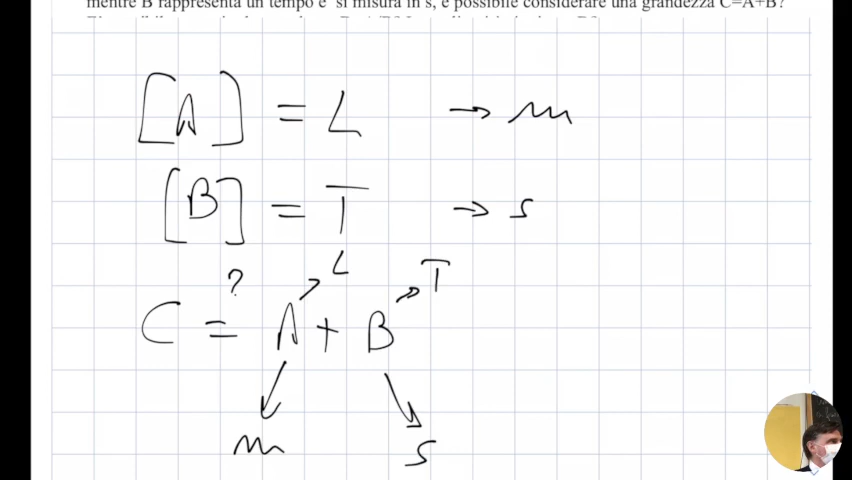 mentre B rappresenta un tempo e si misura in s, è possibile considerare una grandezza C=A+B?
[A] = L → m
[B] = T → s
L
? T
C = A + B
m s